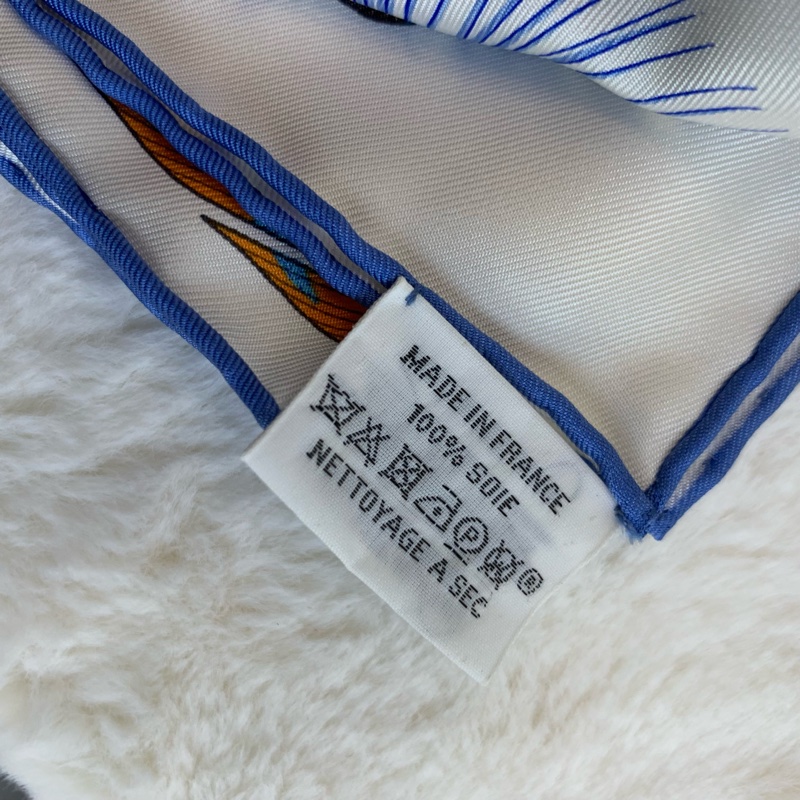 MADE IN FRANCE
100% SOIE
P W ®
NETTOYAGE A SEC